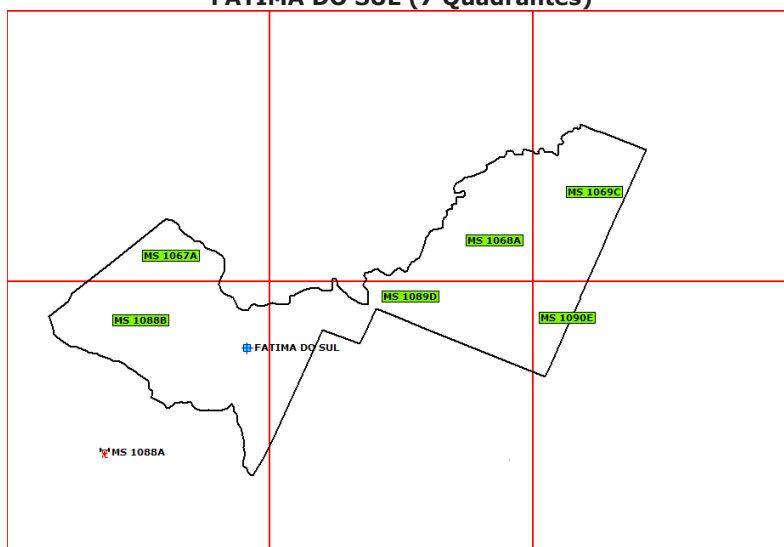 FATIMA DO SUL (7 Quadrantes)
MS 1069C
MS 1068A
MS 1067A
MS 1089D
MS 1088B
MS 1090E
FATIMA DO SUL
MS 1088A